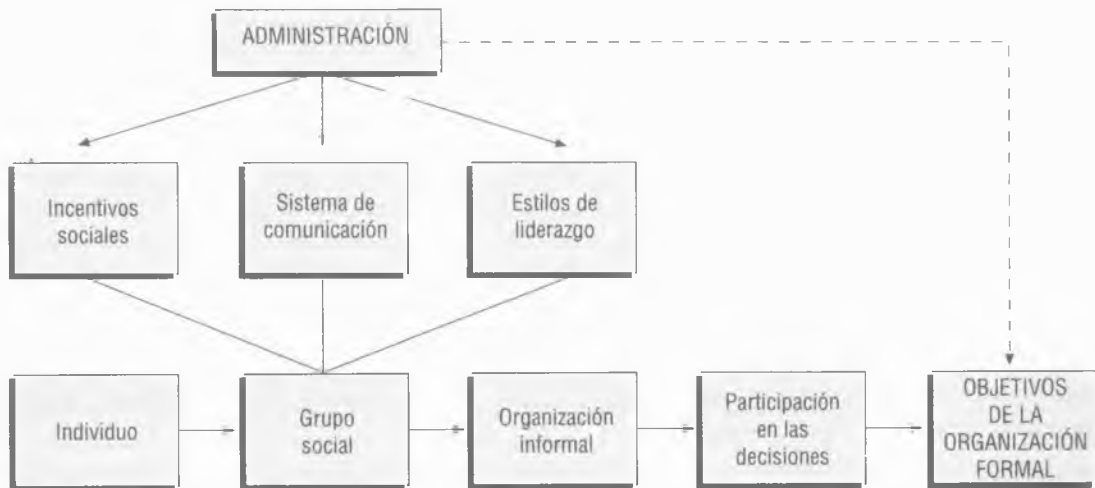 ADMINISTRACIÓN
Incentivos
sociales
Sistema de
comunicación
Estilos de
liderazgo
Individuo
Grupo
social
Organización
informal
Participación
en las
decisiones
OBJETIVOS
DE LA
ORGANIZACIÓN
FORMAL